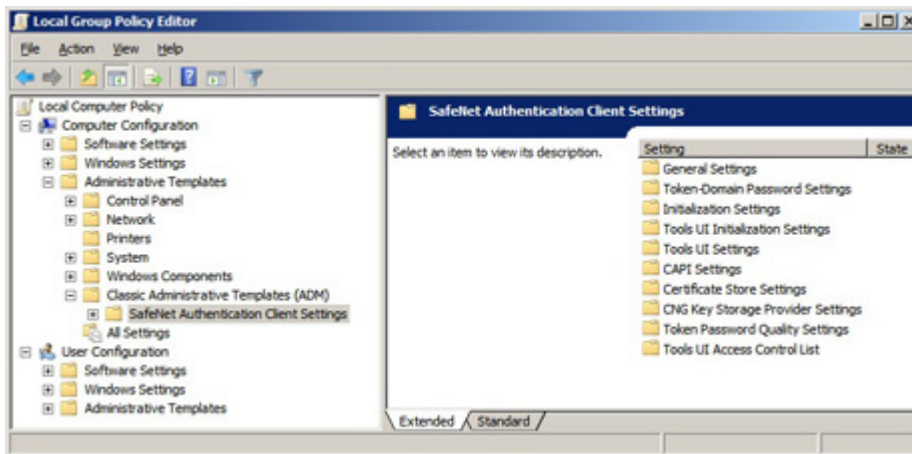 Local Group Policy Editor
File Action View Help
Local Computer Policy
Computer Configuration
Software Settings
Windows Settings
Administrative Templates
Control Panel
Network
Printers
System
Windows Components
Classic Administrative Templates (ADM)
SafeNet Authentication Client Settings
All Settings
User Configuration
Software Settings
Windows Settings
Administrative Templates
SafeNet Authentication Client Settings
Select an item to view its description.
Setting State
General Settings
Token-Domain Password Settings
Initialization Settings
Tools UI Initialization Settings
Tools UI Settings
CAPI Settings
Certificate Store Settings
CNG Key Storage Provider Settings
Token Password Quality Settings
Tools UI Access Control List
Extended Standard